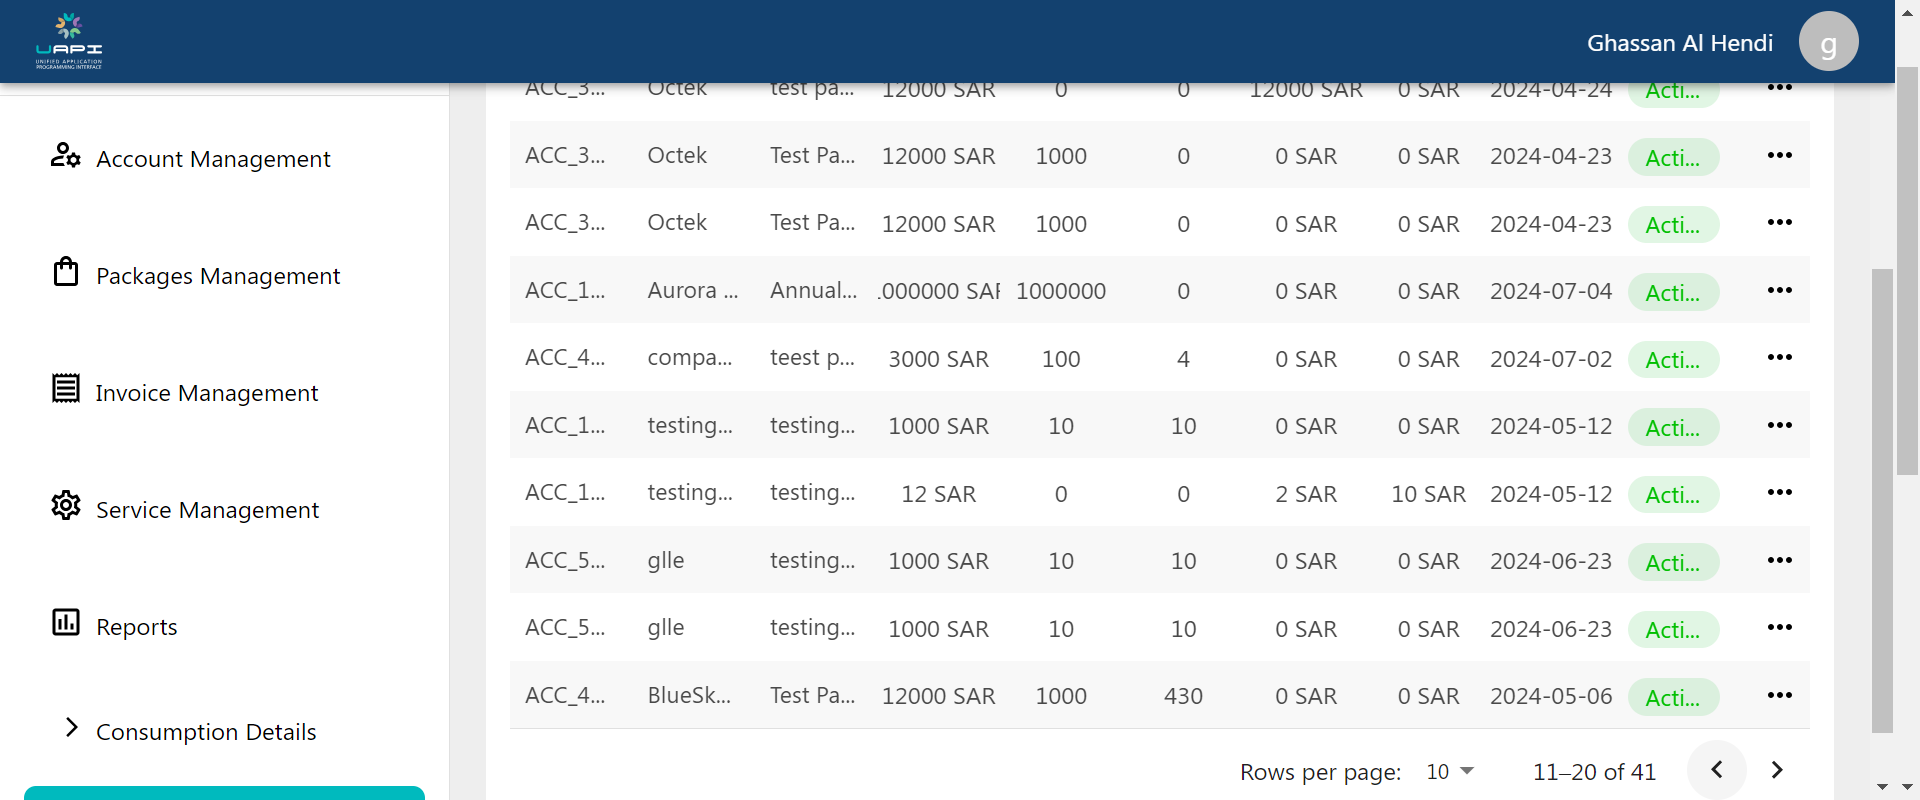 UAPI
UNIFIED APPLICATION
PROGRAMMING INTERFACE
Ghassan Al Hendi
g
Account Management
Packages Management
Invoice Management
Service Management
Reports
Consumption Details
ACC_3... Octek test pa... 12000 SAR 0 0 12000 SAR 0 SAR 2024-04-24 Acti...
ACC_3... Octek Test Pa... 12000 SAR 1000 0 0 SAR 0 SAR 2024-04-23 Acti...
ACC_3... Octek Test Pa... 12000 SAR 1000 0 0 SAR 0 SAR 2024-04-23 Acti...
ACC_1... Aurora ... Annual... .000000 SAR 1000000 0 0 SAR 0 SAR 2024-07-04 Acti...
ACC_4... compa... teest p... 3000 SAR 100 4 0 SAR 0 SAR 2024-07-02 Acti...
ACC_1... testing... testing... 1000 SAR 10 10 0 SAR 0 SAR 2024-05-12 Acti...
ACC_1... testing... testing... 12 SAR 0 0 2 SAR 10 SAR 2024-05-12 Acti...
ACC_5... glle testing... 1000 SAR 10 10 0 SAR 0 SAR 2024-06-23 Acti...
ACC_5... glle testing... 1000 SAR 10 10 0 SAR 0 SAR 2024-06-23 Acti...
ACC_4... BlueSk... Test Pa... 12000 SAR 1000 430 0 SAR 0 SAR 2024-05-06 Acti...
Rows per page: 10 11–20 of 41